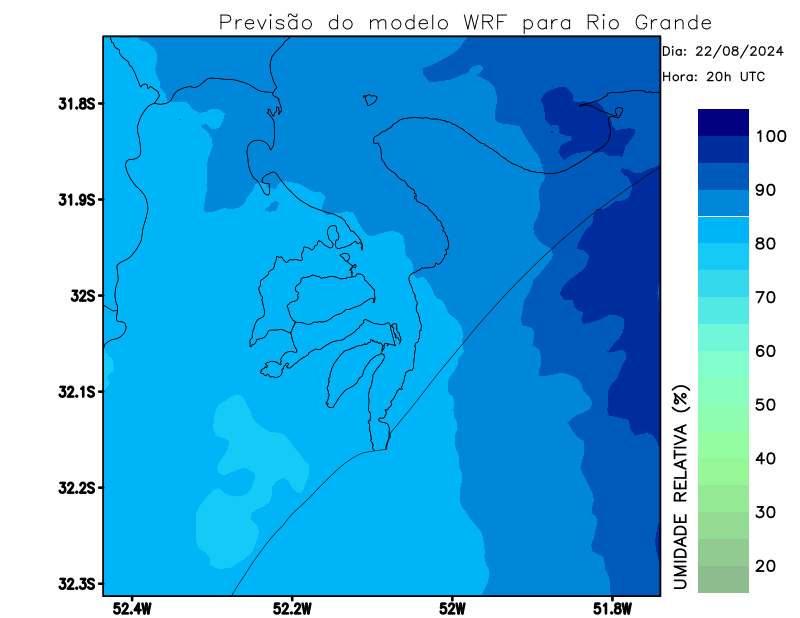 Previsão do modelo WRF para Rio Grande
Dia: 22/08/2024
Hora: 20h UTC
31.8S
31.9S
32S
32.1S
32.2S
32.3S
52.4W
52.2W
52W
51.8W
100
90
80
70
60
50
40
30
20
UMIDADE RELATIVA (%)